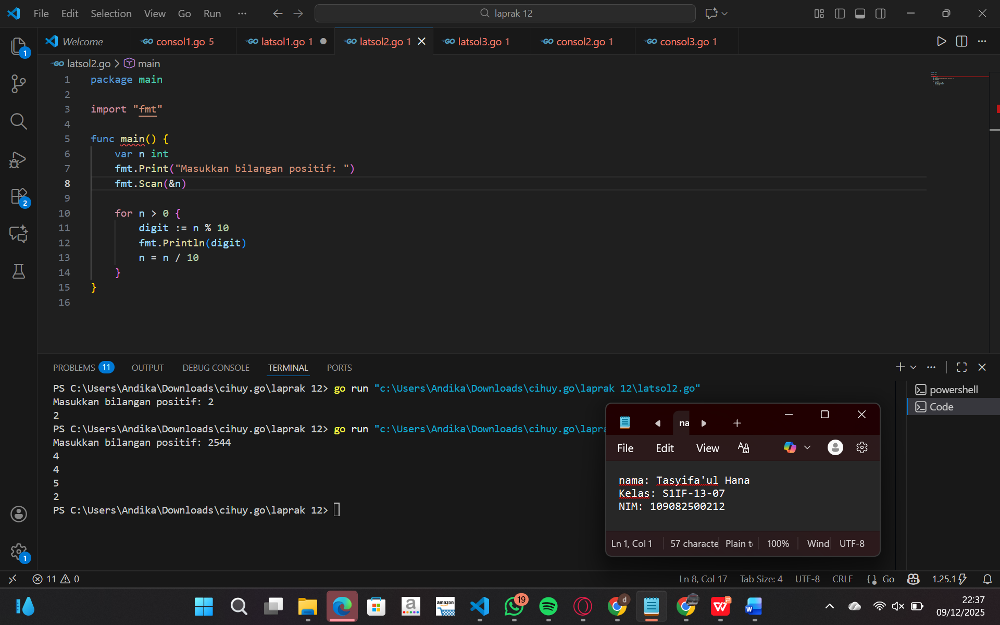 File Edit Selection View Go Run ···
laprak 12
Welcome
consol1.go 5
latsol1.go 1
latsol2.go 1
latsol3.go 1
consol2.go 1
consol3.go 1
latsol2.go > main
1 package main
2
3 import "fmt"
4
5 func main() {
6 var n int
7 fmt.Print("Masukkan bilangan positif: ")
8 fmt.Scan(&n)
9
10 for n > 0 {
11 digit := n % 10
12 fmt.Println(digit)
13 n = n / 10
14 }
15 }
16
1
2
1
PROBLEMS 11 OUTPUT DEBUG CONSOLE TERMINAL PORTS
PS C:\Users\Andika\Downloads\cihuy.go\laprak 12> go run "c:\Users\Andika\Downloads\cihuy.go\laprak 12\latsol2.go"
Masukkan bilangan positif: 2
2
PS C:\Users\Andika\Downloads\cihuy.go\laprak 12> go run "c:\Users\Andika\Downloads\cihuy.go\lapra
Masukkan bilangan positif: 2544
4
4
5
2
PS C:\Users\Andika\Downloads\cihuy.go\laprak 12>
powershell
Code
na
File Edit View
nama: Tasyifa'ul Hana
Kelas: S1IF-13-07
NIM: 109082500212
Ln 1, Col 1 57 characte Plain t 100% Wind UTF-8
11 0
Ln 8, Col 17 Tab Size: 4 UTF-8 CRLF {} Go 1.25.1
a
amazon
19
d
W
W
22:37
09/12/2025